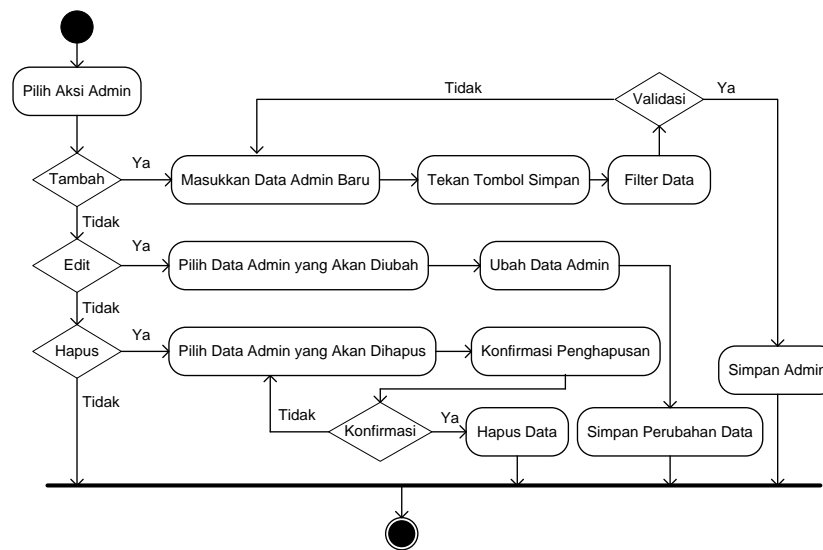 Pilih Aksi Admin
Tidak
Validasi
Ya
Tambah
Ya
Masukkan Data Admin Baru
Tekan Tombol Simpan
Filter Data
Tidak
Edit
Ya
Pilih Data Admin yang Akan Diubah
Ubah Data Admin
Tidak
Hapus
Ya
Pilih Data Admin yang Akan Dihapus
Konfirmasi Penghapusan
Simpan Admin
Tidak
Tidak
Konfirmasi
Ya
Hapus Data
Simpan Perubahan Data